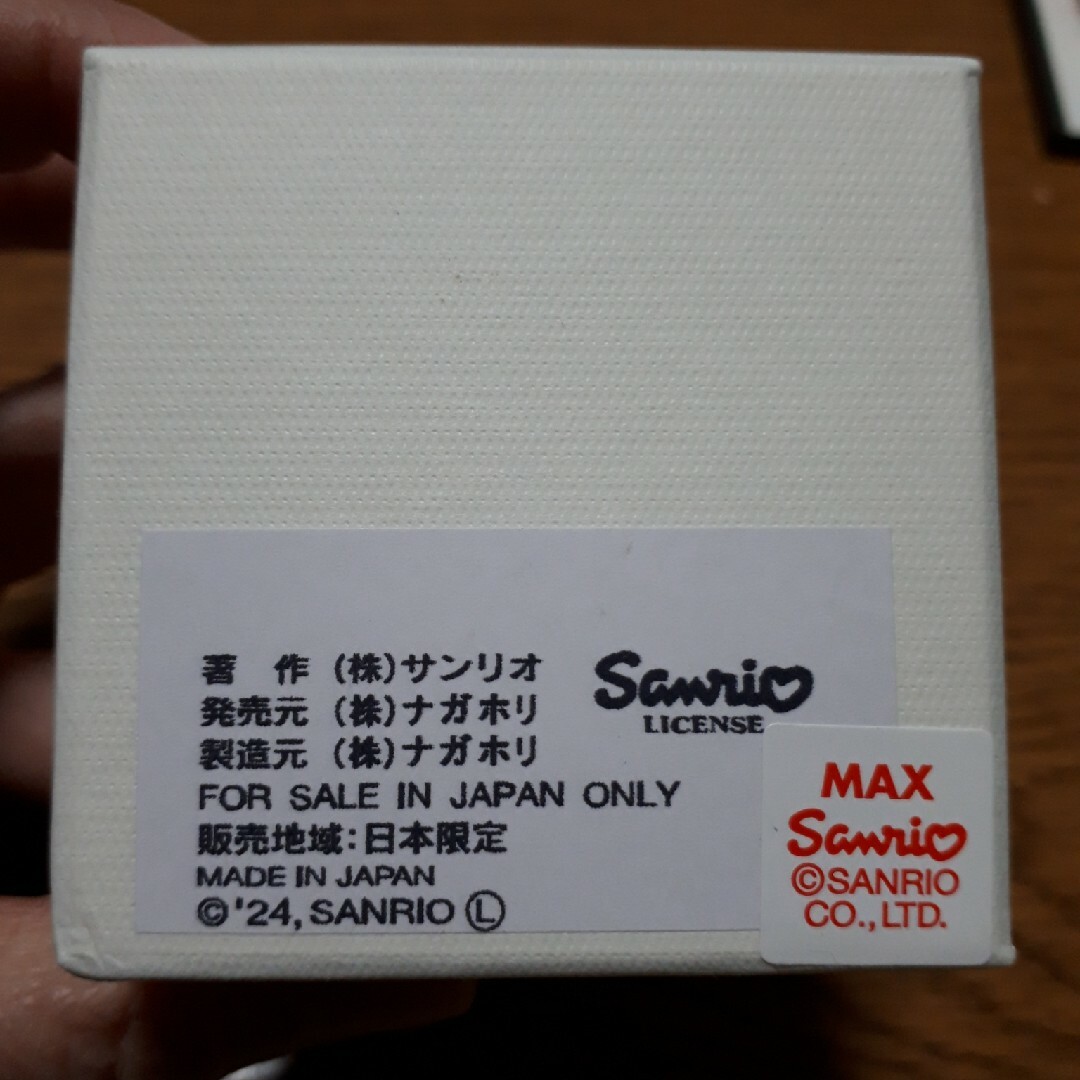 著　作 (株)サンリオ
発売元 (株)ナガホリ
製造元 (株)ナガホリ
FOR SALE IN JAPAN ONLY
販売地域:日本限定
MADE IN JAPAN
©'24, SANRIO Ⓛ
Sanrio
LICENSE
MAX
Sanrio
©SANRIO
CO., LTD.